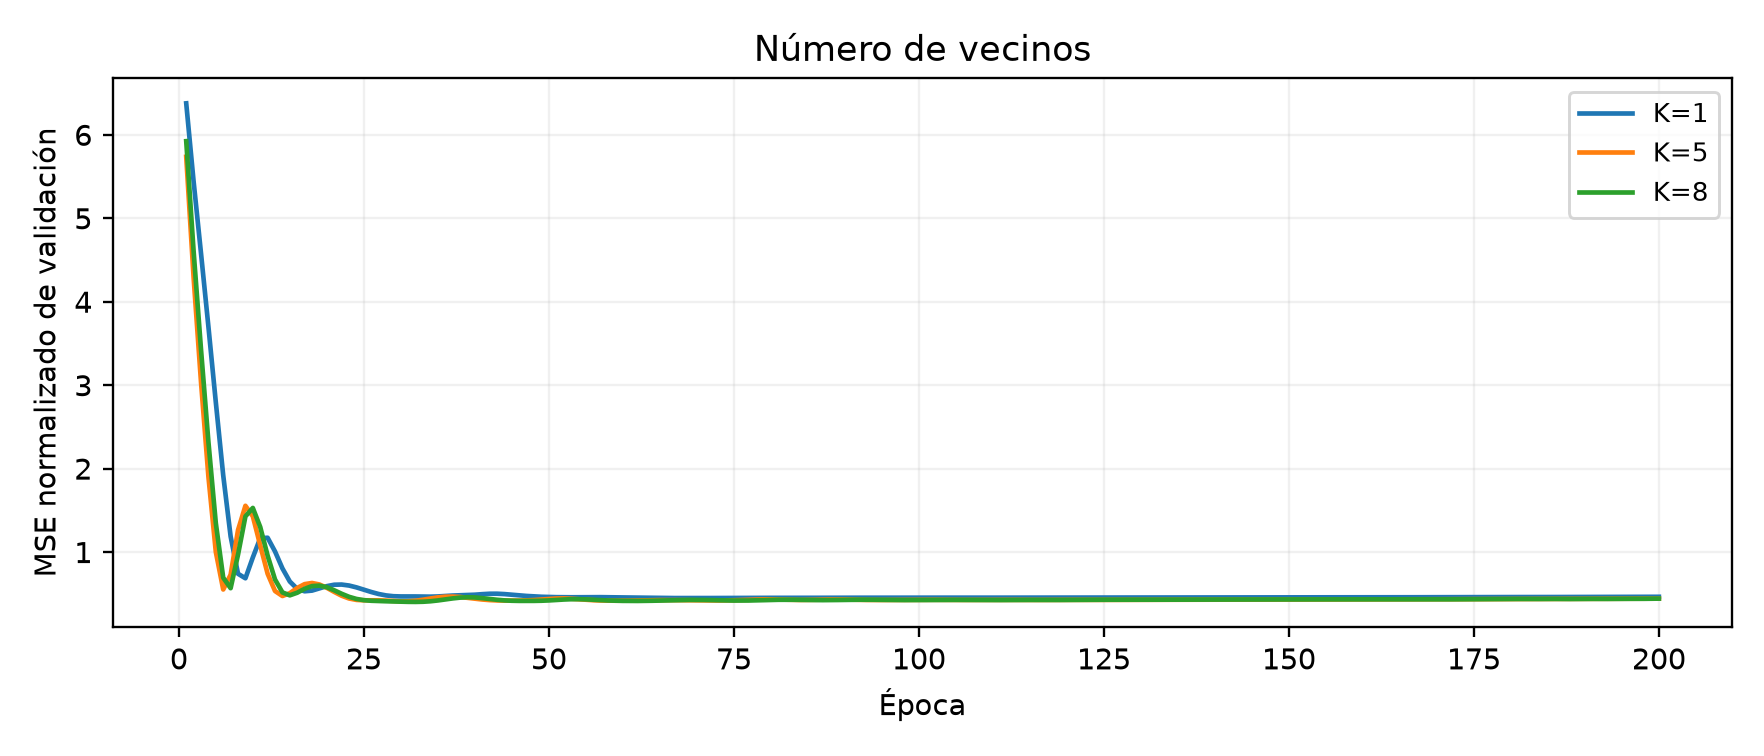 Número de vecinos
MSE normalizado de validación
6
5
4
3
2
1
K=1
K=5
K=8
0 25 50 75 100 125 150 175 200
Época